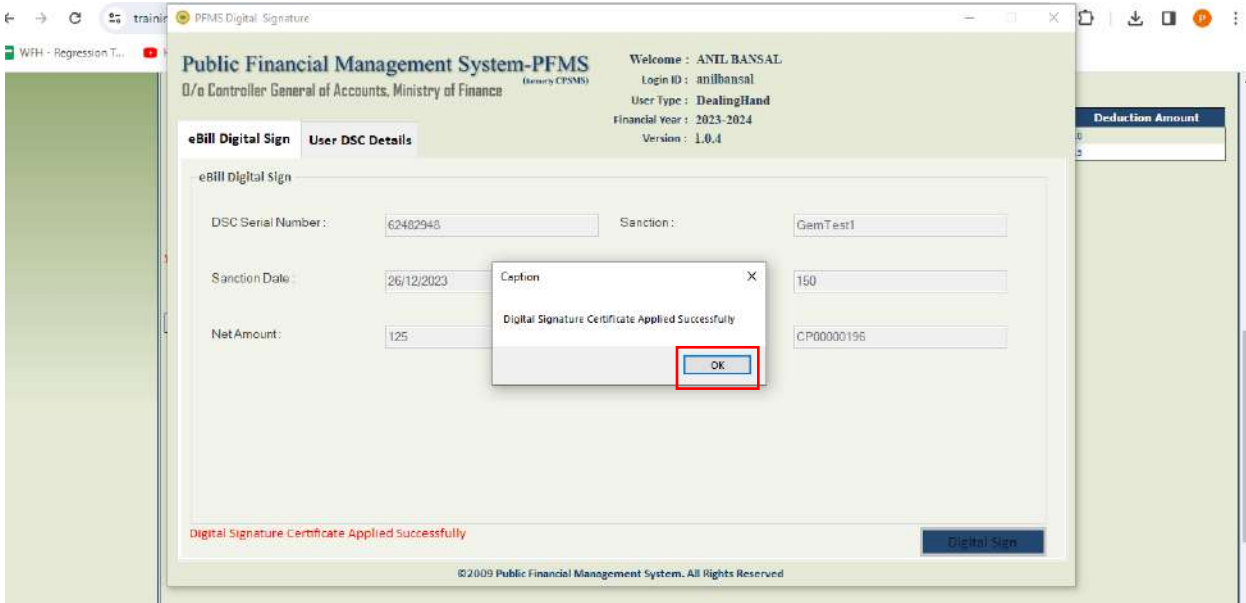 trainin
PFMS Digital Signature
WFH - Regression T...
Public Financial Management System-PFMS
(formerly CPSMS)
O/o Controller General of Accounts, Ministry of Finance
Welcome : ANIL BANSAL
Login ID : anilbansal
User Type : DealingHand
Financial Year : 2023-2024
Version : 1.0.4
Deduction Amount
eBill Digital Sign User DSC Details
eBill Digital Sign
DSC Serial Number : 62482948 Sanction : GemTest1
Sanction Date : 26/12/2023 150
Caption
Digital Signature Certificate Applied Successfully
OK
Net Amount : 125 CP00000196
Digital Signature Certificate Applied Successfully
Digital Sign
©2009 Public Financial Management System. All Rights Reserved